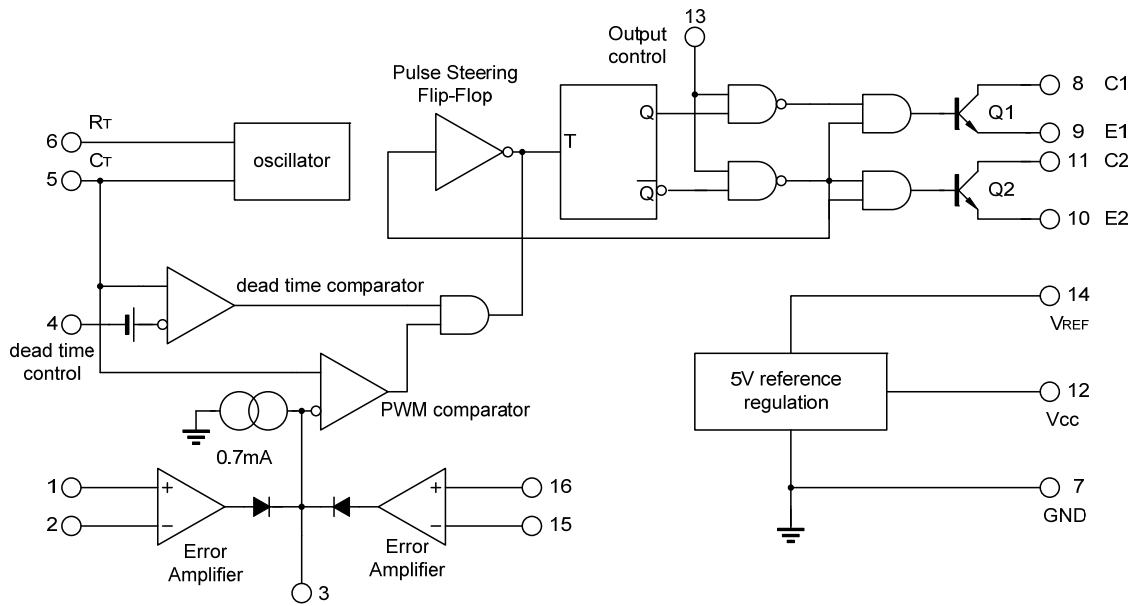 13
Output
control
Pulse Steering
Flip-Flop
8 C1
Q
Q1
6 RT
T
9 E1
5 CT
oscillator
11 C2
Q
Q2
10 E2
dead time comparator
14
VREF
4
dead time
control
5V reference
regulation
12
Vcc
PWM comparator
0.7mA
1
+
+
16
7
GND
2
−
−
15
Error
Amplifier
Error
Amplifier
3